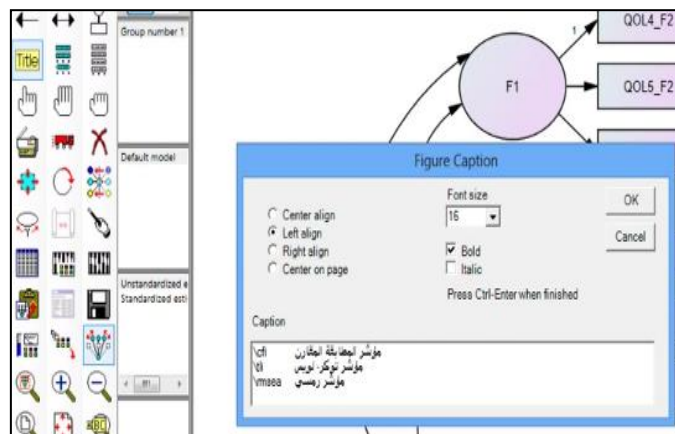 Title
Group number 1
Default model
Unstandardized e
Standardized esti
F1
1
QOL4_F2
QOL5_F2
Figure Caption
Center align
Left align
Right align
Center on page
Font size
16
Bold
Italic
Press Ctrl-Enter when finished
OK
Cancel
Caption
\cfi مؤشر المطابقة المقارن
\tli مؤشر توكر- لويس
\rmsea مؤشر رمسي